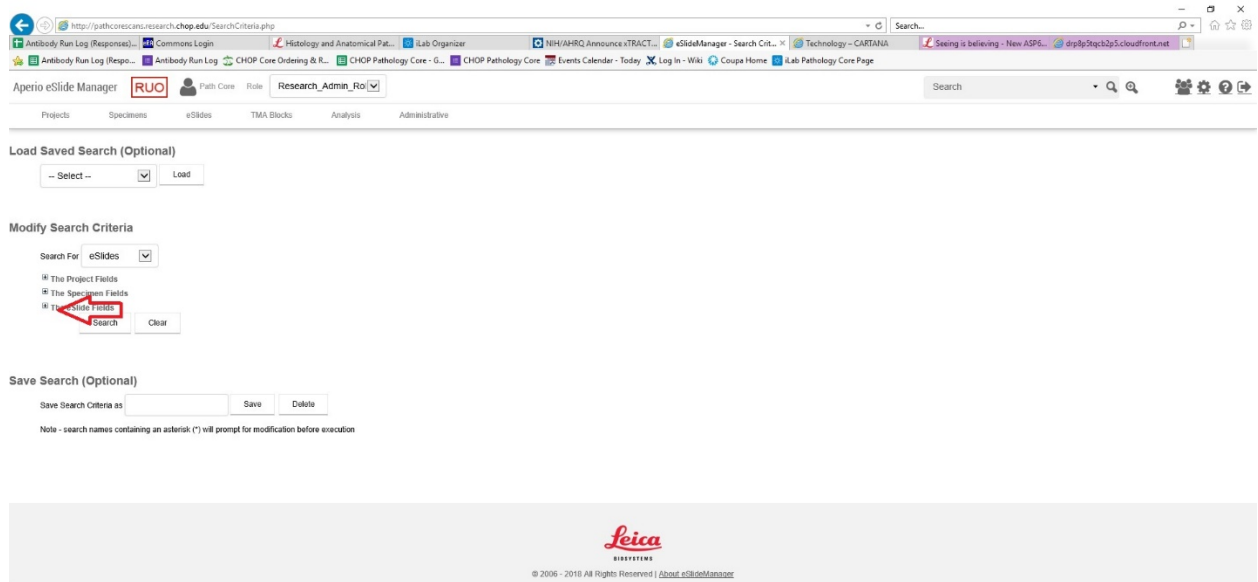 http://pathcorescans.research.chop.edu/SearchCriteria.php
Search...
Antibody Run Log (Responses)...
Commons Login
Histology and Anatomical Pat...
iLab Organizer
NIH/AHRQ Announce xTRACT...
eSlideManager - Search Crit...
Technology – CARTANA
Seeing is believing - New ASP6...
drp8p5tqcb2p5.cloudfront.net
Antibody Run Log (Respo...
Antibody Run Log
CHOP Core Ordering & R...
CHOP Pathology Core - G...
CHOP Pathology Core
Events Calendar - Today
Log In - Wiki
Coupa Home
iLab Pathology Core Page
Aperio eSlide Manager RUO Path Core Role Research_Admin_Rol Search
Projects Specimens eSlides TMA Blocks Analysis Administrative
Load Saved Search (Optional)
-- Select -- Load
Modify Search Criteria
Search For eSlides
The Project Fields
The Specimen Fields
The eSlide Fields
Search Clear
Save Search (Optional)
Save Search Criteria as Save Delete
Note - search names containing an asterisk (*) will prompt for modification before execution
Leica
BIOSYSTEMS
© 2006 - 2018 All Rights Reserved | About eSlideManager